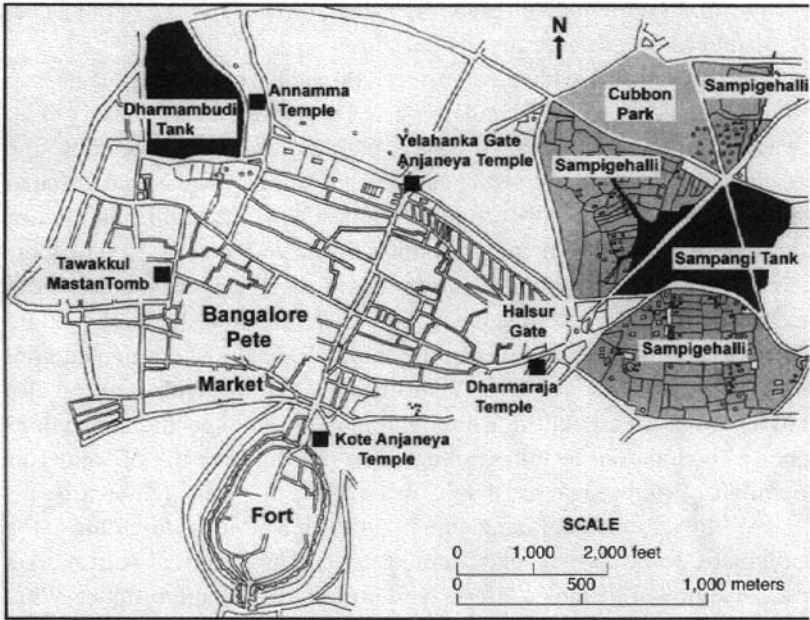 N
Dharmambudi
Tank
Annamma
Temple
Cubbon
Park
Sampigehalli
Yelahanka Gate
Anjaneya Temple
Sampigehalli
Tawakkul
MastanTomb
Sampangi Tank
Bangalore
Pete
Halsur
Gate
Sampigehalli
Market
Dharmaraja
Temple
Kote Anjaneya
Temple
Fort
SCALE
0 1,000 2,000 feet
0 500 1,000 meters